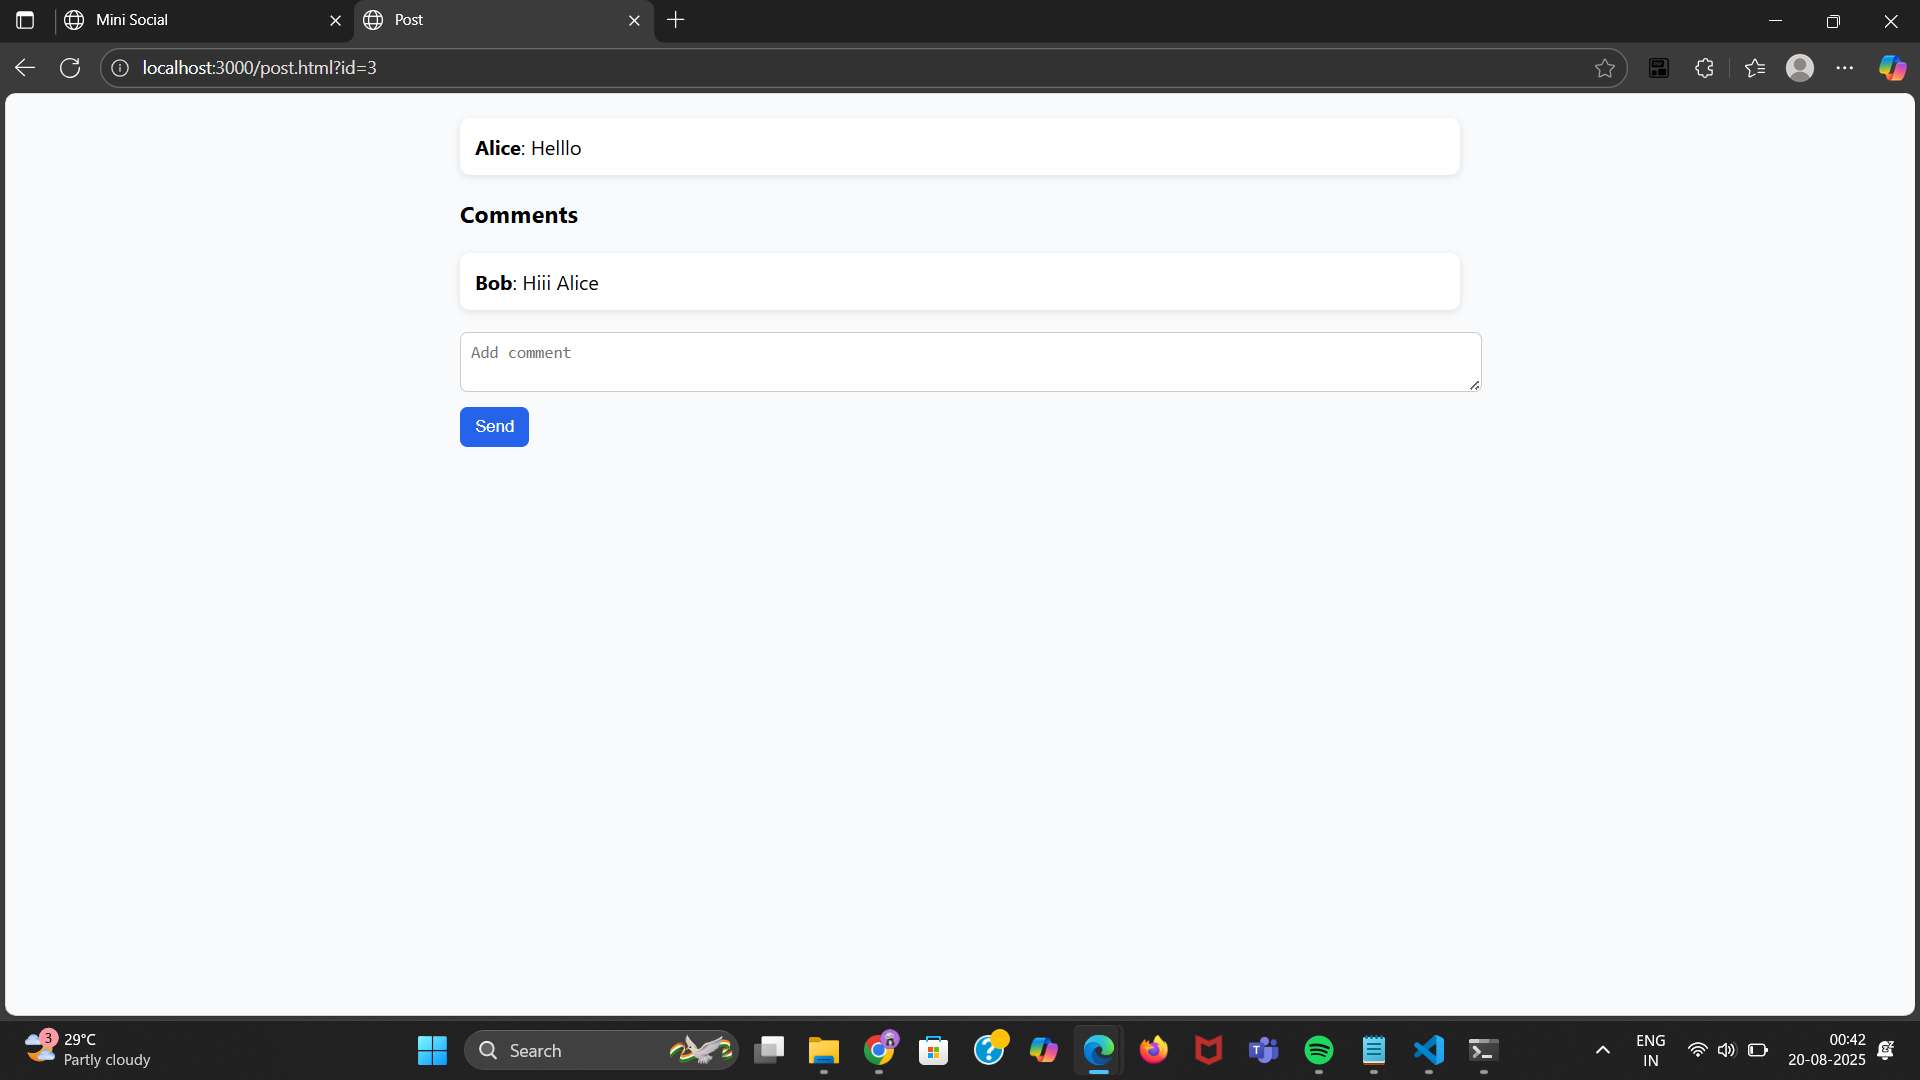 Mini Social
Post
localhost:3000/post.html?id=3
Alice: Helllo
Comments
Bob: Hiii Alice
Add comment
Send
3
29°C
Partly cloudy
Search
ENG
IN
00:42
20-08-2025